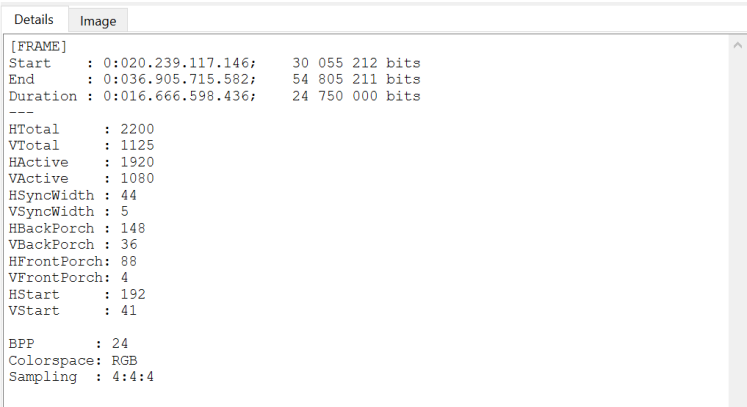 Details Image
[FRAME]
Start    : 0:020.239.117.146;    30 055 212 bits
End      : 0:036.905.715.582;    54 805 211 bits
Duration : 0:016.666.598.436;    24 750 000 bits
---
HTotal     : 2200
VTotal     : 1125
HActive    : 1920
VActive    : 1080
HSyncWidth : 44
VSyncWidth : 5
HBackPorch : 148
VBackPorch : 36
HFrontPorch: 88
VFrontPorch: 4
HStart     : 192
VStart     : 41
BPP       : 24
Colorspace: RGB
Sampling  : 4:4:4